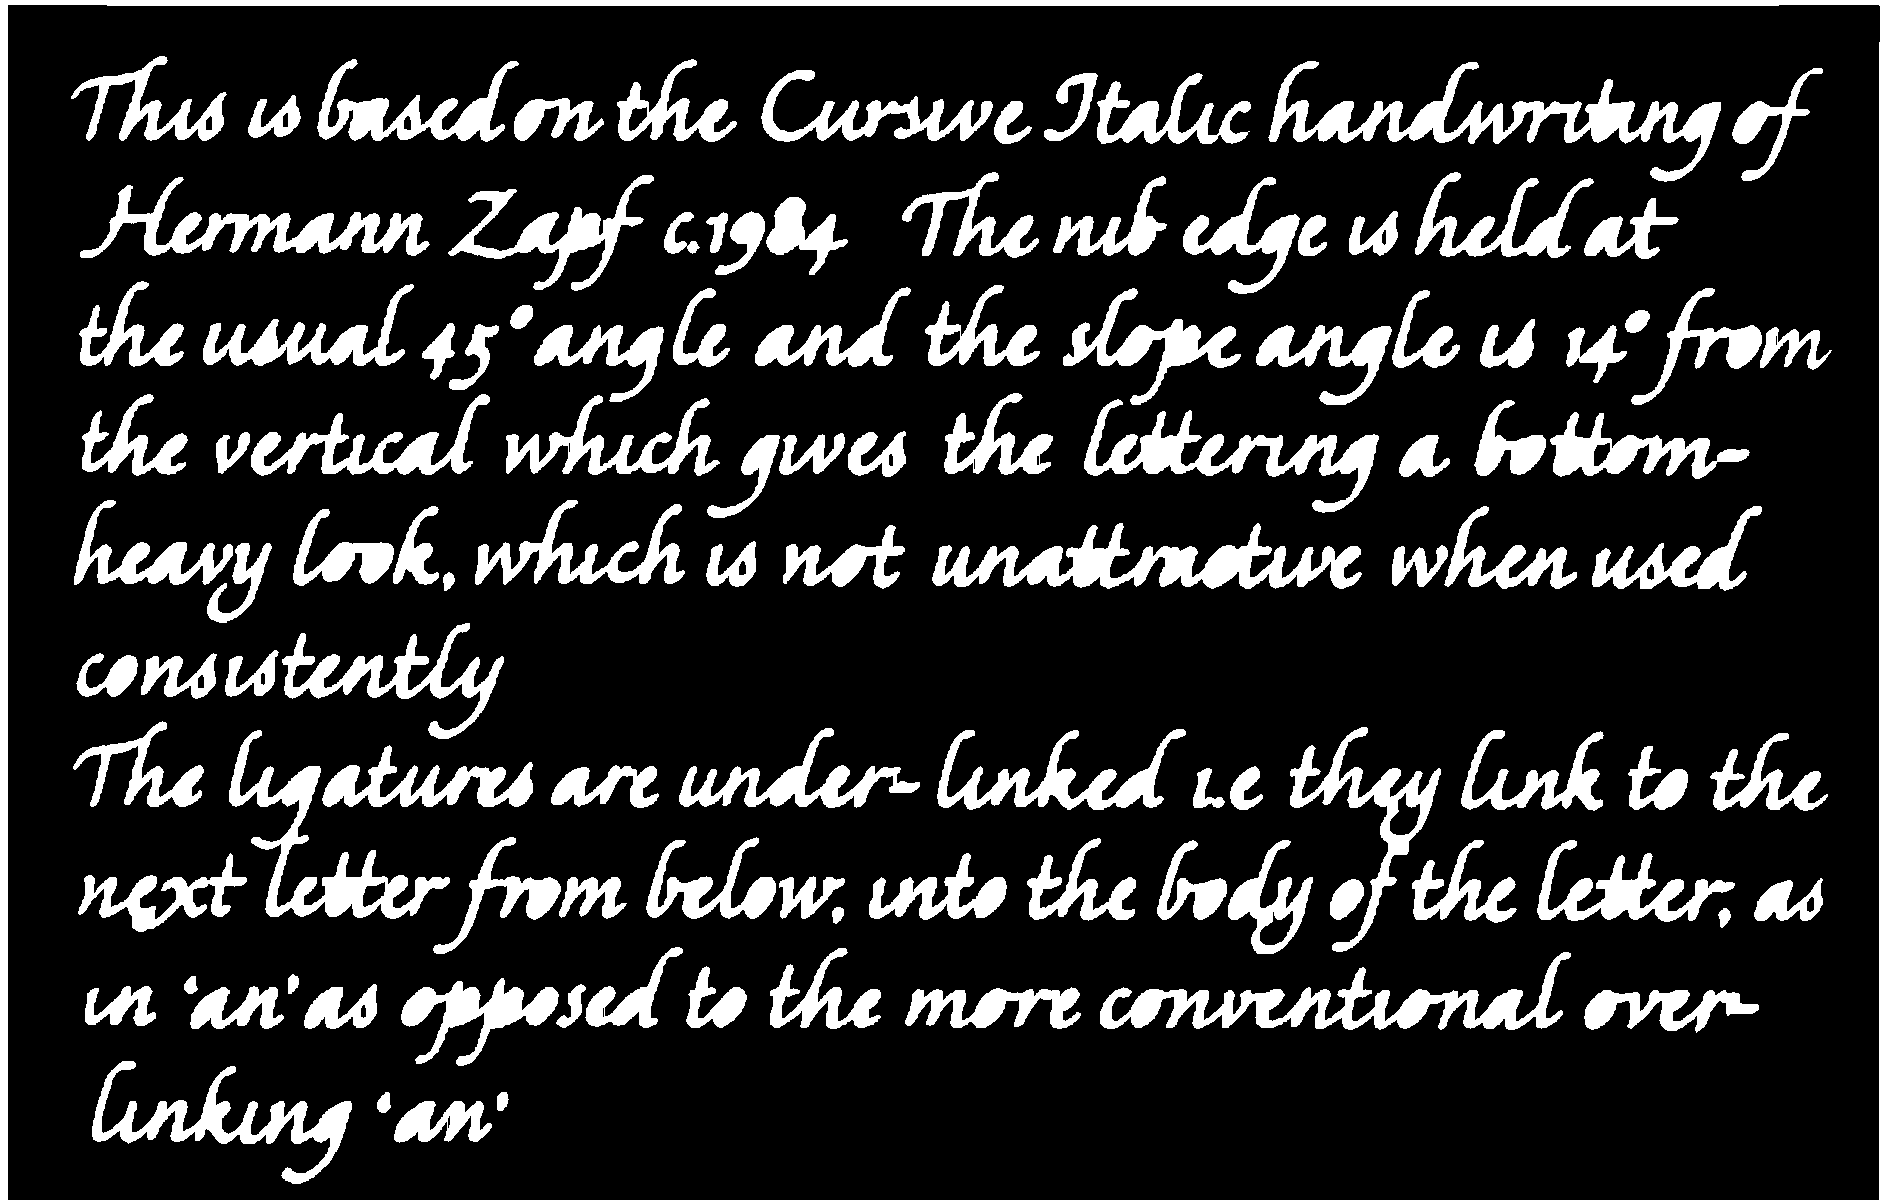 This is based on the Cursive Italic handwriting of
Hermann Zapf c.1984 The nib edge is held at
the usual 45° angle and the slope angle is 14° from
the vertical which gives the lettering a bottom-
heavy look, which is not unattractive when used
consistently
The ligatures are under-linked i.e they link to the
next letter from below, into the body of the letter, as
in 'an' as opposed to the more conventional over-
linking 'an'